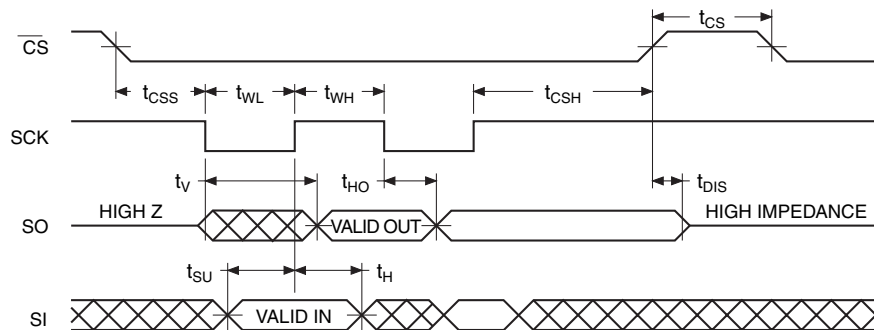 CS
tCS
tCSS
tWL
tWH
tCSH
SCK
tV
tHO
tDIS
SO
HIGH Z
VALID OUT
HIGH IMPEDANCE
tSU
tH
SI
VALID IN